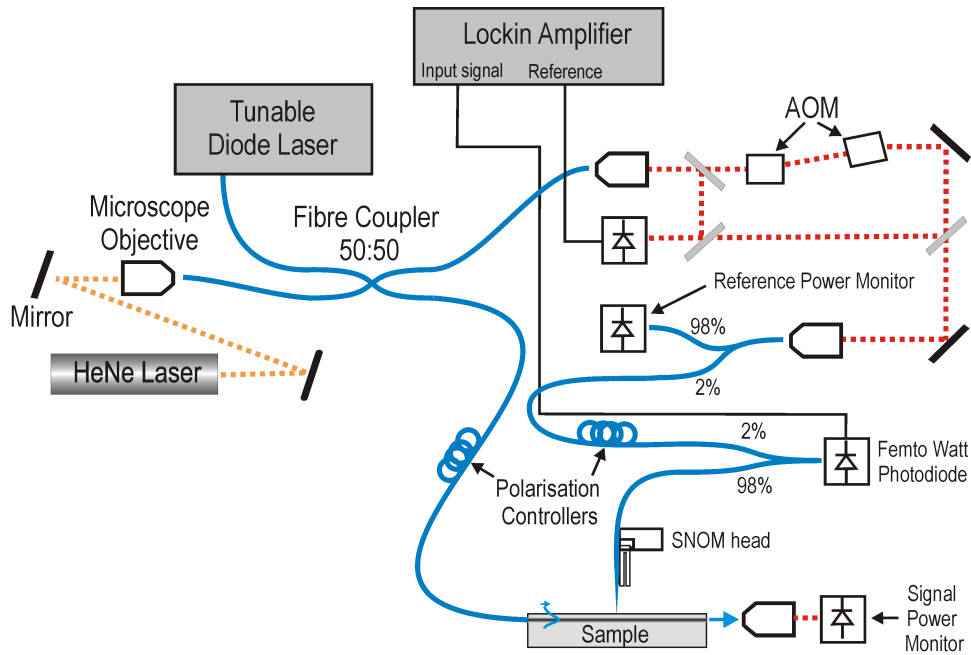 Lockin Amplifier
Input signal
Reference
Tunable
Diode Laser
AOM
Microscope
Objective
Fibre Coupler
50:50
Mirror
HeNe Laser
Reference Power Monitor
98%
2%
2%
98%
Femto Watt
Photodiode
Polarisation
Controllers
SNOM head
Sample
Signal
Power
Monitor